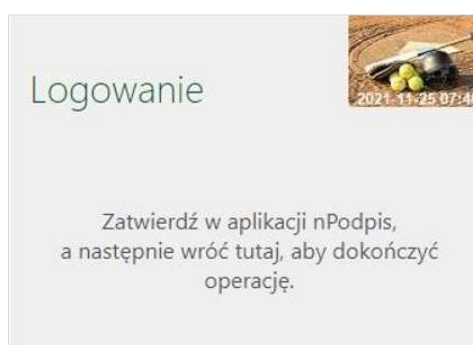 Logowanie
2021-11-25 07:4
Zatwierdź w aplikacji nPodpis,
a następnie wróć tutaj, aby dokończyć
operację.